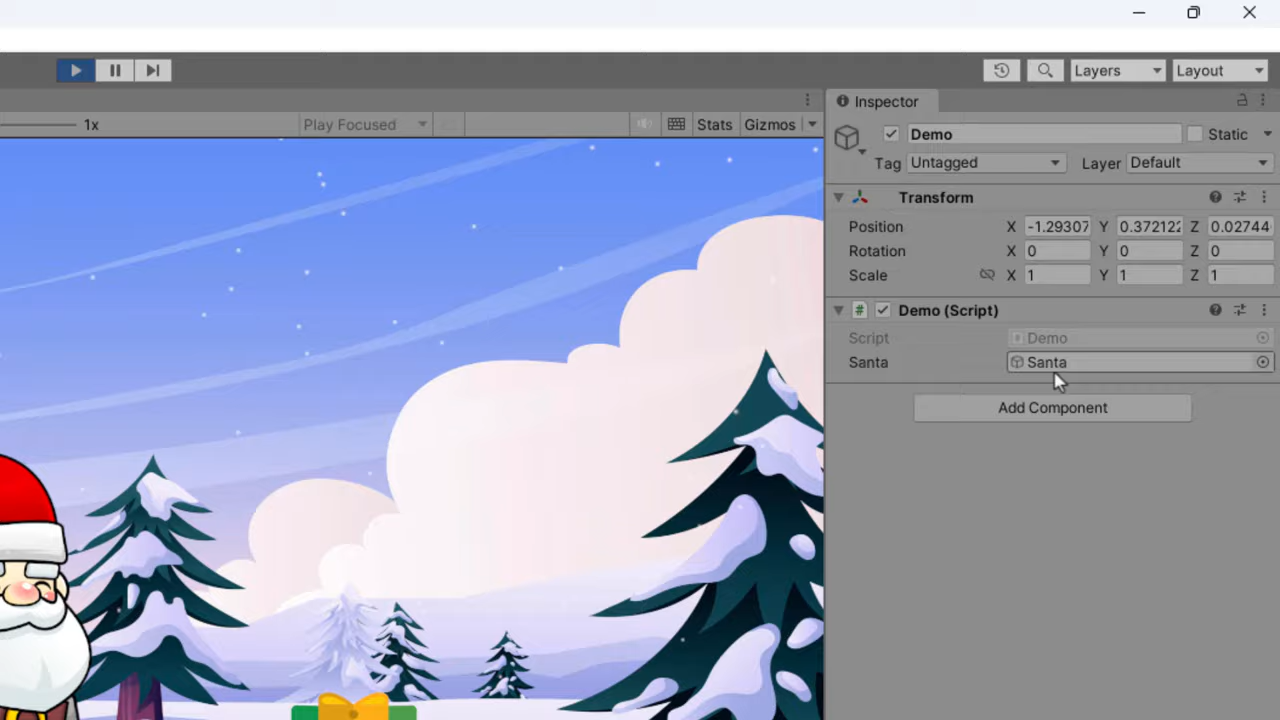 Layers Layout
Inspector
1x Play Focused Stats Gizmos
Demo Static
Tag Untagged Layer Default
Transform
Position X -1.29307 Y 0.372122 Z 0.02744
Rotation X 0 Y 0 Z 0
Scale X 1 Y 1 Z 1
# Demo (Script)
Script # Demo
Santa Santa
Add Component